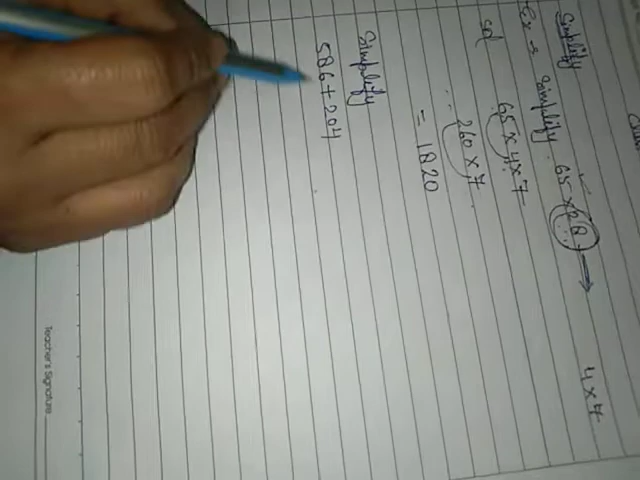 Simplify
Ex → Simplify. 65 × 28 → 4 × 7
Sol 65 × 4 × 7
260 × 7
= 1820
Simplify
586 + 204
Teacher's Signature